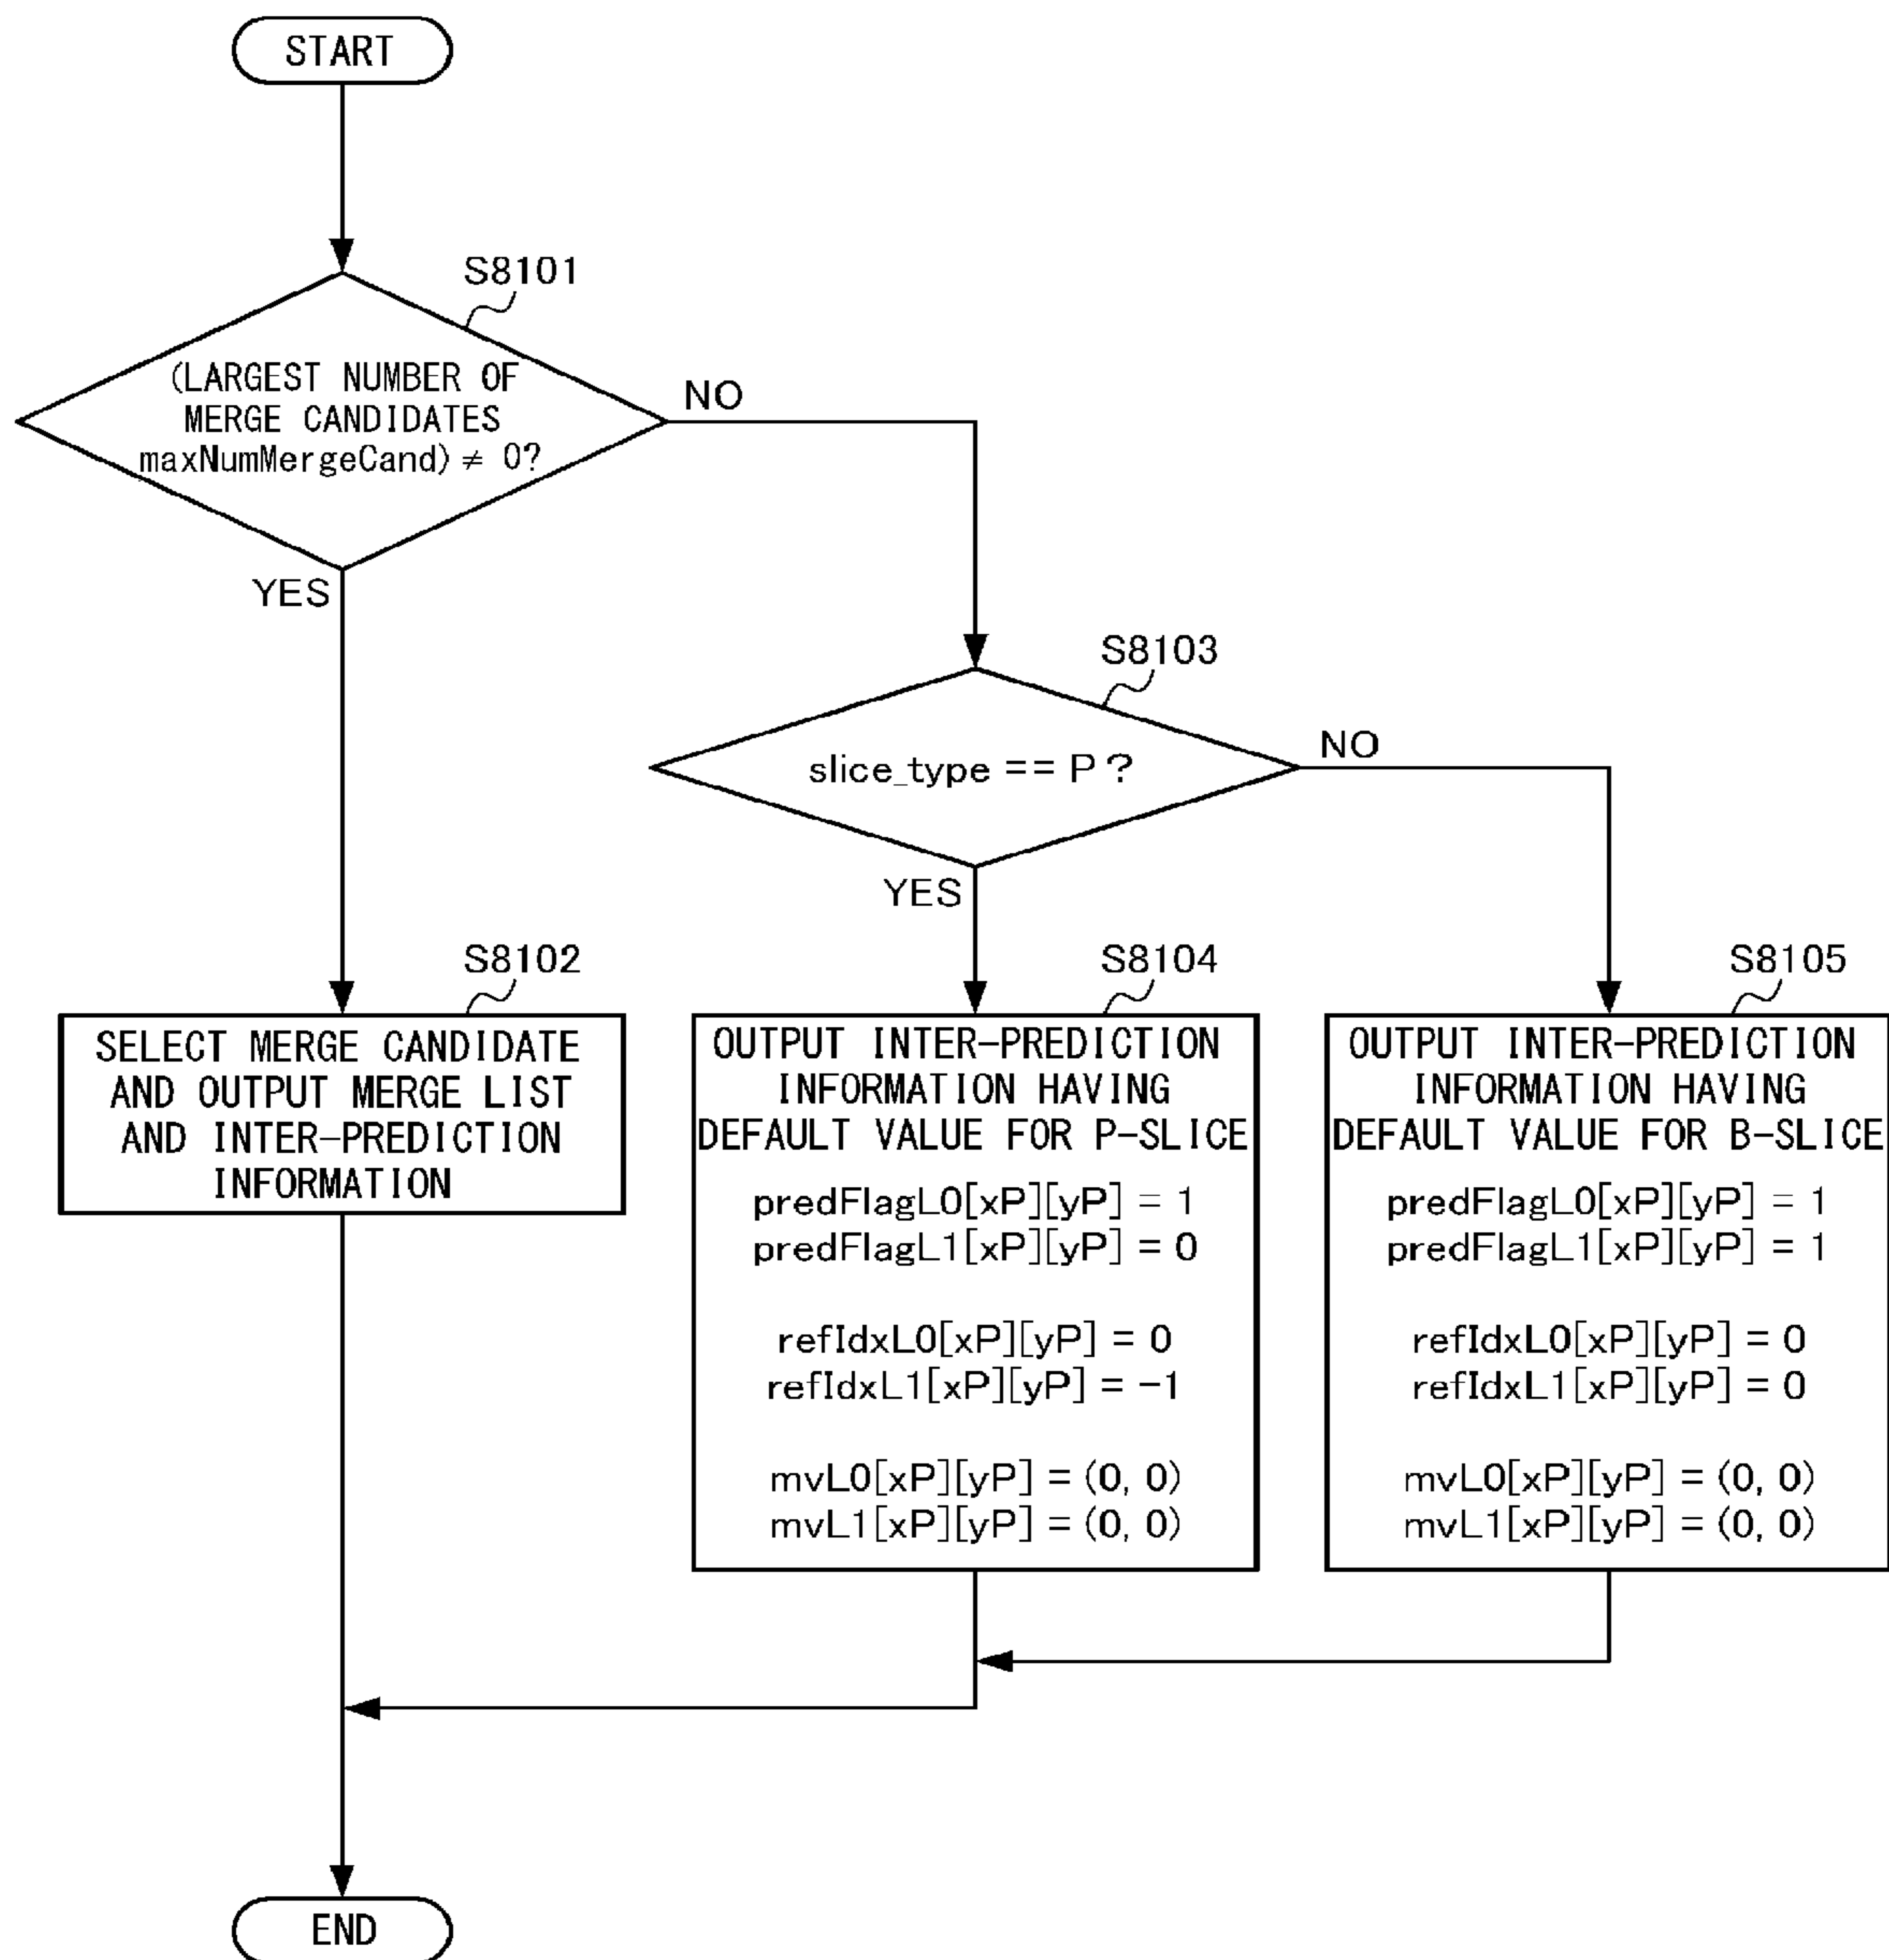 START
S8101
(LARGEST NUMBER OF
MERGE CANDIDATES
maxNumMergeCand) ≠ 0?
NO
YES
S8103
slice_type == P ?
NO
YES
S8102
SELECT MERGE CANDIDATE
AND OUTPUT MERGE LIST
AND INTER-PREDICTION
INFORMATION
S8104
OUTPUT INTER-PREDICTION
INFORMATION HAVING
DEFAULT VALUE FOR P-SLICE
predFlagL0[xP][yP] = 1
predFlagL1[xP][yP] = 0
refIdxL0[xP][yP] = 0
refIdxL1[xP][yP] = -1
mvL0[xP][yP] = (0, 0)
mvL1[xP][yP] = (0, 0)
S8105
OUTPUT INTER-PREDICTION
INFORMATION HAVING
DEFAULT VALUE FOR B-SLICE
predFlagL0[xP][yP] = 1
predFlagL1[xP][yP] = 1
refIdxL0[xP][yP] = 0
refIdxL1[xP][yP] = 0
mvL0[xP][yP] = (0, 0)
mvL1[xP][yP] = (0, 0)
END